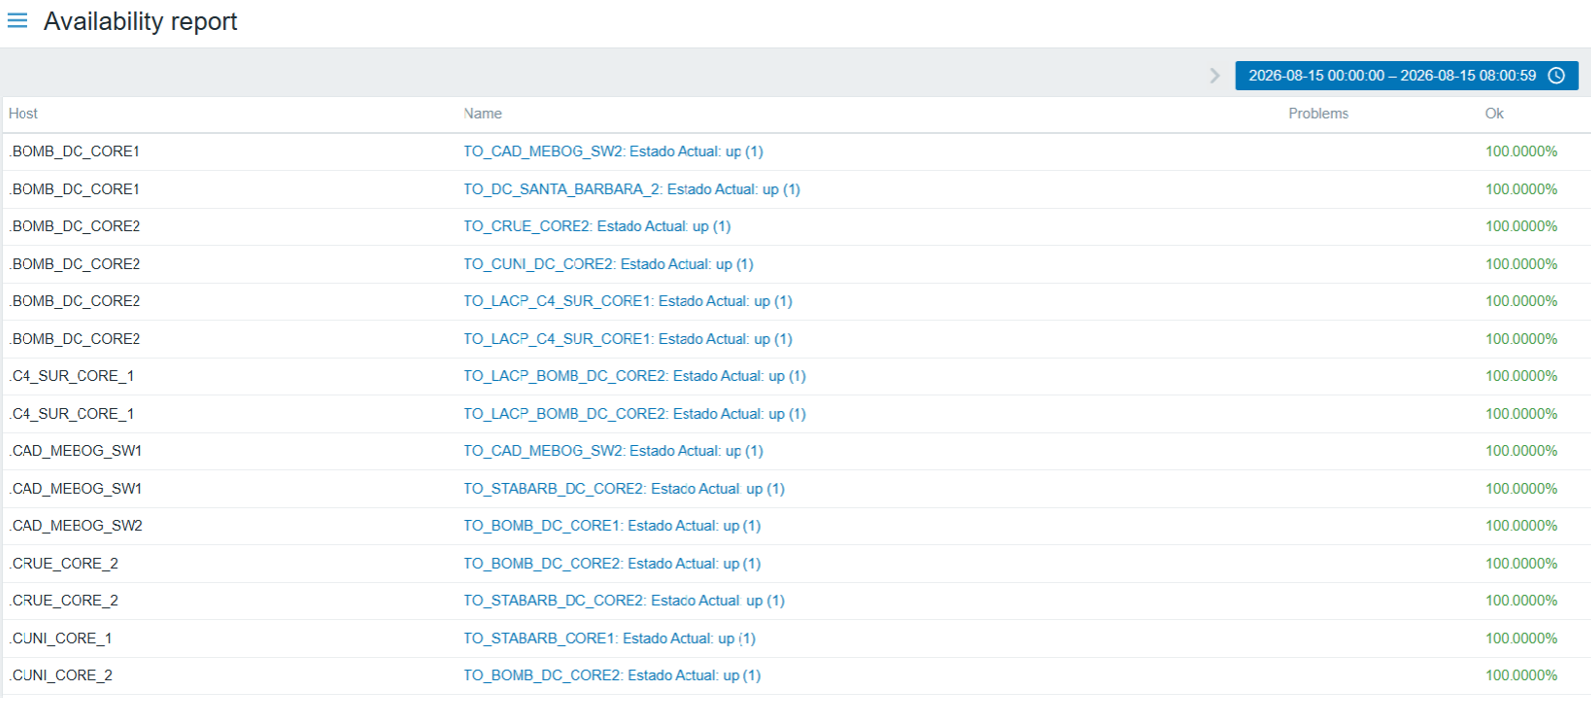 Availability report
2026-08-15 00:00:00 – 2026-08-15 08:00:59
Host Name Problems Ok
.BOMB_DC_CORE1 TO_CAD_MEBOG_SW2: Estado Actual: up (1) 100.0000%
.BOMB_DC_CORE1 TO_DC_SANTA_BARBARA_2: Estado Actual: up (1) 100.0000%
.BOMB_DC_CORE2 TO_CRUE_CORE2: Estado Actual: up (1) 100.0000%
.BOMB_DC_CORE2 TO_CUNI_DC_CORE2: Estado Actual: up (1) 100.0000%
.BOMB_DC_CORE2 TO_LACP_C4_SUR_CORE1: Estado Actual: up (1) 100.0000%
.BOMB_DC_CORE2 TO_LACP_C4_SUR_CORE1: Estado Actual: up (1) 100.0000%
.C4_SUR_CORE_1 TO_LACP_BOMB_DC_CORE2: Estado Actual: up (1) 100.0000%
.C4_SUR_CORE_1 TO_LACP_BOMB_DC_CORE2: Estado Actual: up (1) 100.0000%
.CAD_MEBOG_SW1 TO_CAD_MEBOG_SW2: Estado Actual: up (1) 100.0000%
.CAD_MEBOG_SW1 TO_STABARB_DC_CORE2: Estado Actual: up (1) 100.0000%
.CAD_MEBOG_SW2 TO_BOMB_DC_CORE1: Estado Actual: up (1) 100.0000%
.CRUE_CORE_2 TO_BOMB_DC_CORE2: Estado Actual: up (1) 100.0000%
.CRUE_CORE_2 TO_STABARB_DC_CORE2: Estado Actual: up (1) 100.0000%
.CUNI_CORE_1 TO_STABARB_CORE1: Estado Actual: up (1) 100.0000%
.CUNI_CORE_2 TO_BOMB_DC_CORE2: Estado Actual: up (1) 100.0000%